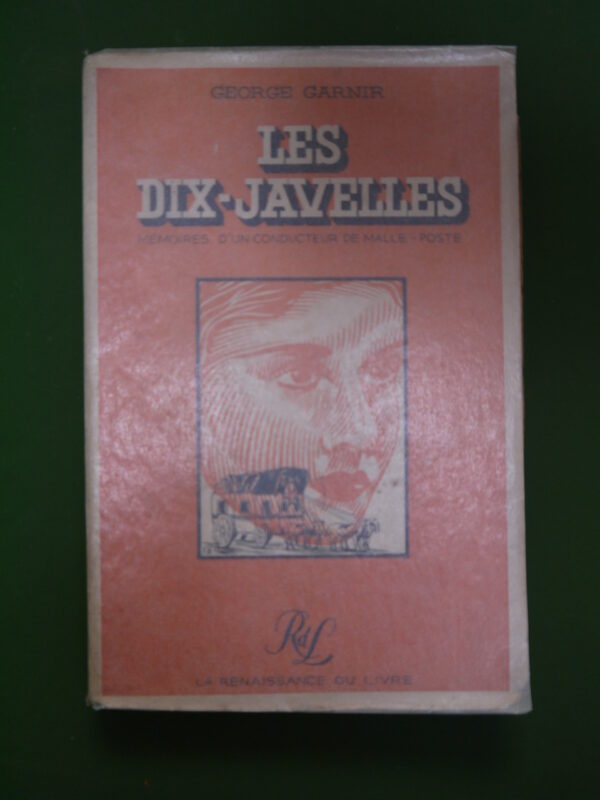 GEORGE GARNIR
LES
DIX-JAVELLES
MÉMOIRES D'UN CONDUCTEUR DE MALLE-POSTE
RdL
LA RENAISSANCE DU LIVRE